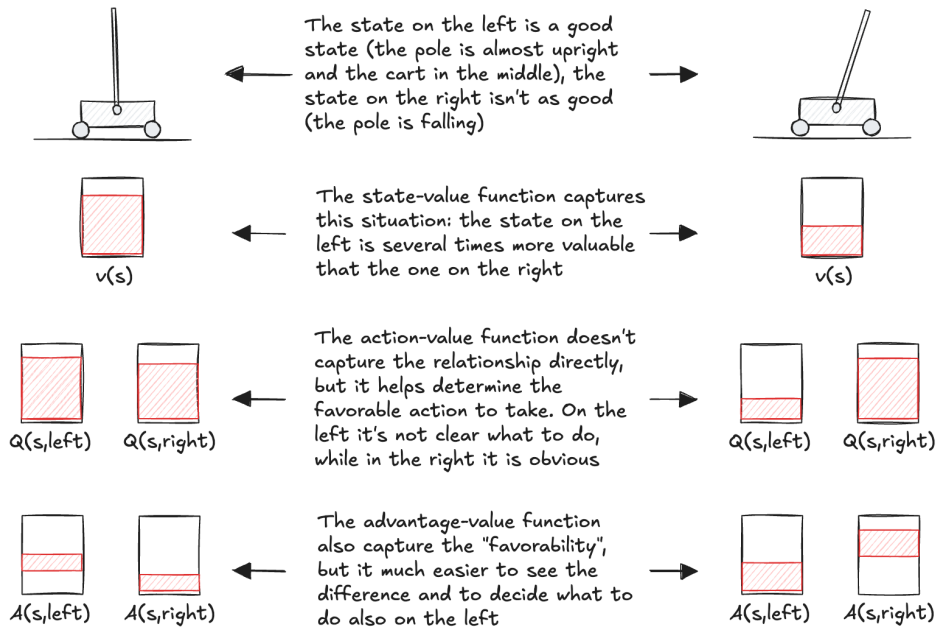 The state on the left is a good
state (the pole is almost upright
and the cart in the middle), the
state on the right isn't as good
(the pole is falling)
The state-value function captures
this situation: the state on the
left is several times more valuable
that the one on the right
v(s)
v(s)
The action-value function doesn't
capture the relationship directly,
but it helps determine the
favorable action to take. On the
left it's not clear what to do,
while in the right it is obvious
Q(s,left)
Q(s,right)
Q(s,left)
Q(s,right)
The advantage-value function
also capture the "favorability",
but it much easier to see the
difference and to decide what to
do also on the left
A(s,left)
A(s,right)
A(s,left)
A(s,right)